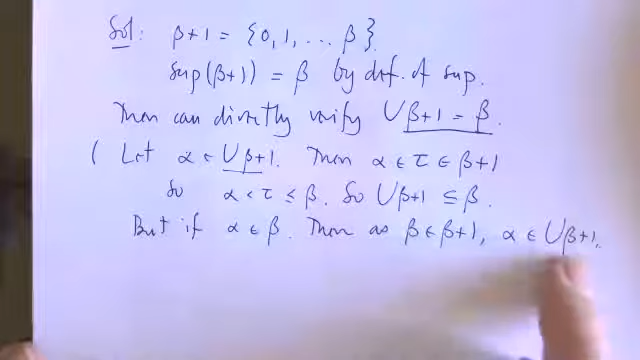 Sol: β+1 = {0, 1, ... β}.
sup(β+1) = β by def. of sup.
Then can directly verify ∪β+1 = β.
( Let α ∈ ∪β+1. Then α ∈ τ ∈ β+1
so α < τ ≤ β. So ∪β+1 ≤ β.
But if α ∈ β. Then as β ∈ β+1, α ∈ ∪β+1.